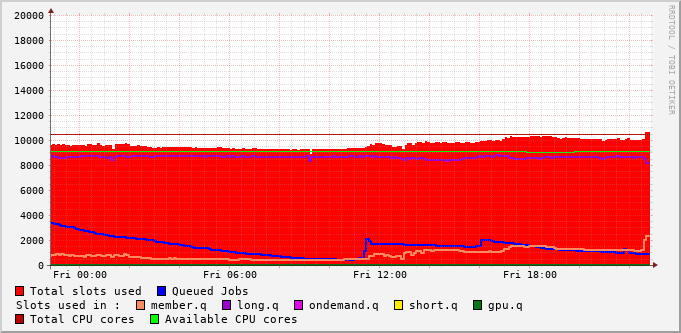 20000
18000
16000
14000
12000
10000
8000
6000
4000
2000
0
Fri 00:00 Fri 06:00 Fri 12:00 Fri 18:00
RRDTOOL / TOBI OETIKER
Total slots used Queued Jobs
Slots used in : member.q long.q ondemand.q short.q gpu.q
Total CPU cores Available CPU cores